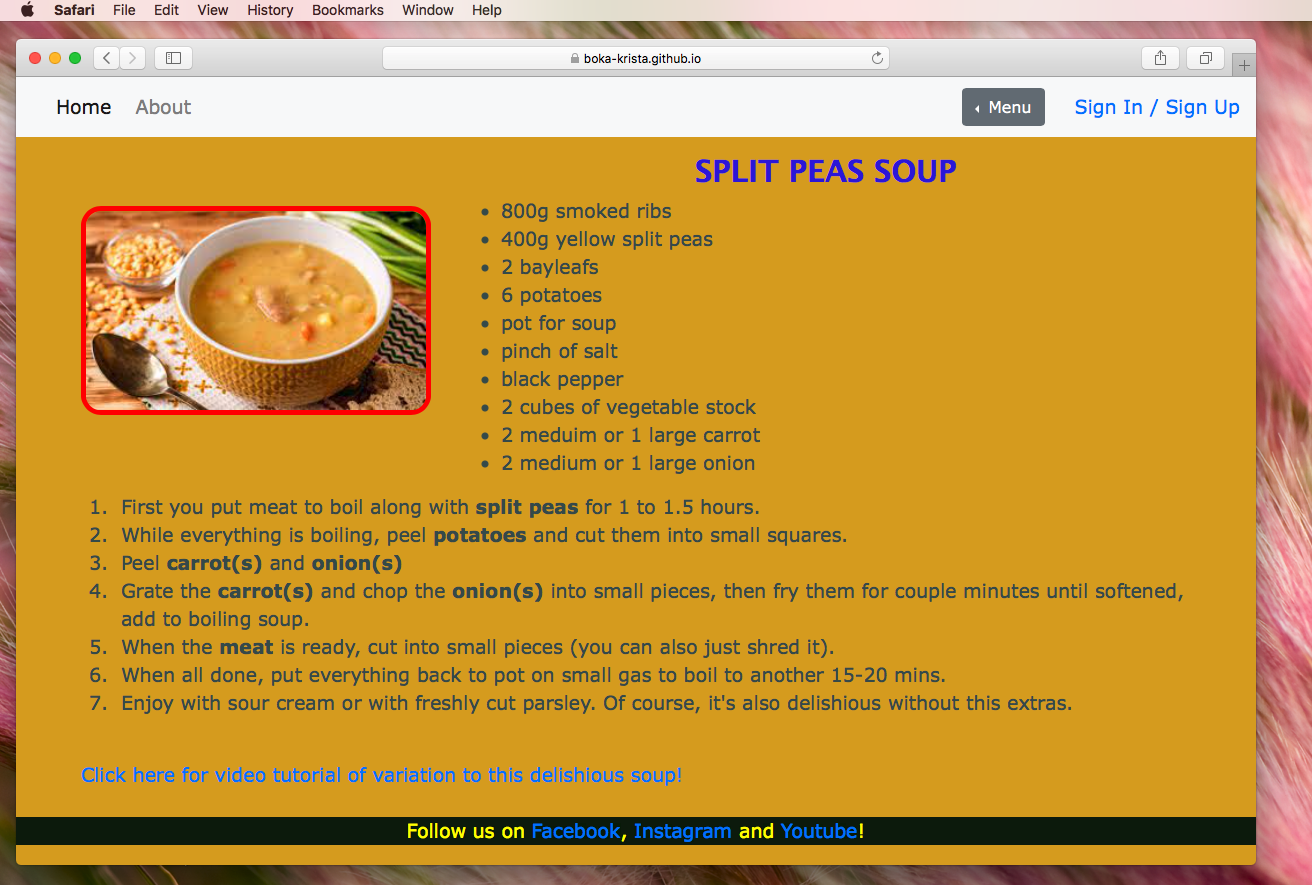 Safari File Edit View History Bookmarks Window Help
boka-krista.github.io
Home About Menu Sign In / Sign Up
SPLIT PEAS SOUP
• 800g smoked ribs
• 400g yellow split peas
• 2 bayleafs
• 6 potatoes
• pot for soup
• pinch of salt
• black pepper
• 2 cubes of vegetable stock
• 2 meduim or 1 large carrot
• 2 medium or 1 large onion
1. First you put meat to boil along with split peas for 1 to 1.5 hours.
2. While everything is boiling, peel potatoes and cut them into small squares.
3. Peel carrot(s) and onion(s)
4. Grate the carrot(s) and chop the onion(s) into small pieces, then fry them for couple minutes until softened,
add to boiling soup.
5. When the meat is ready, cut into small pieces (you can also just shred it).
6. When all done, put everything back to pot on small gas to boil to another 15-20 mins.
7. Enjoy with sour cream or with freshly cut parsley. Of course, it's also delishious without this extras.
Click here for video tutorial of variation to this delishious soup!
Follow us on Facebook, Instagram and Youtube!